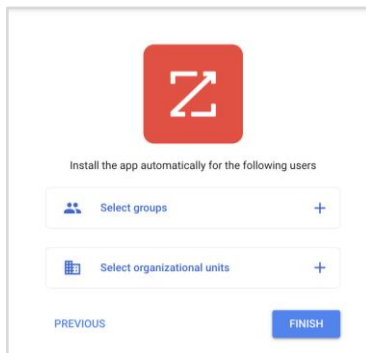 Install the app automatically for the following users
Select groups
Select organizational units
PREVIOUS
FINISH